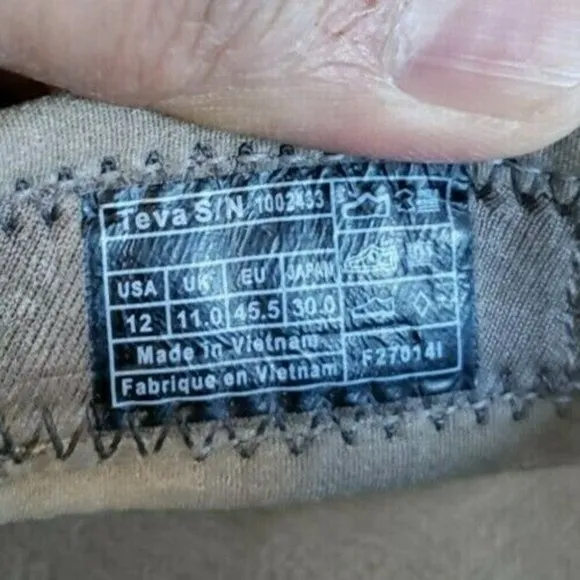 Teva S/N 1002433
USA UK EU JAPAN
12 11.0 45.5 30.0
Made in Vietnam
Fabrique en Vietnam
F27014I